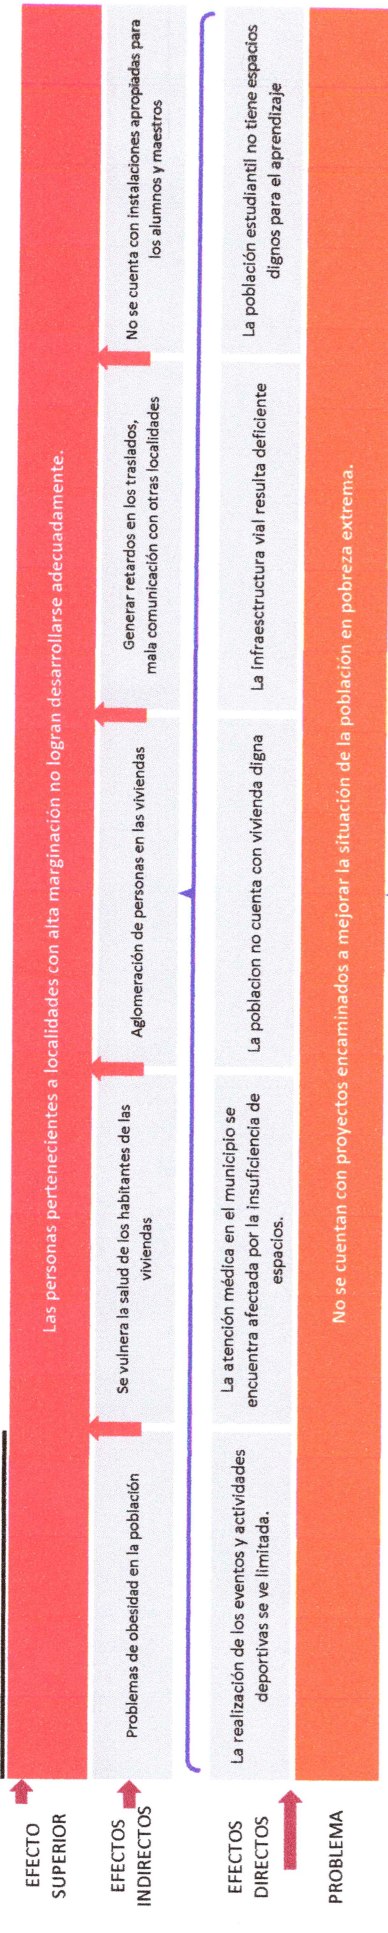 EFECTO
SUPERIOR
Las personas pertenecientes a localidades con alta marginación no logran desarrollarse adecuadamente.
EFECTOS
INDIRECTOS
Problemas de obesidad en la población
Se vulnera la salud de los habitantes de las
viviendas
Aglomeración de personas en las viviendas
Generar retardos en los traslados,
mala comunicación con otras localidades
No se cuenta con instalaciones apropiadas para
los alumnos y maestros
EFECTOS
DIRECTOS
La realización de los eventos y actividades
deportivas se ve limitada.
La atención médica en el municipio se
encuentra afectada por la insuficiencia de
espacios.
La poblacion no cuenta con vivienda digna
La infraesctructura vial resulta deficiente
La población estudiantil no tiene espacios
dignos para el aprendizaje
PROBLEMA
No se cuentan con proyectos encaminados a mejorar la situación de la población en pobreza extrema.